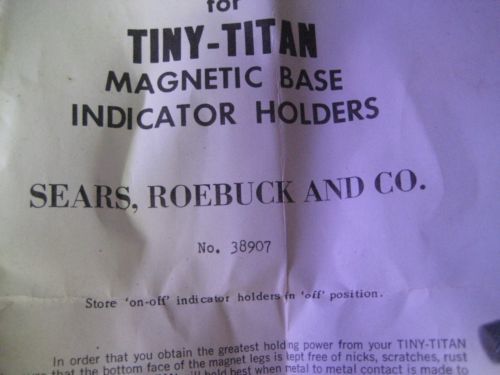 for
TINY-TITAN
MAGNETIC BASE
INDICATOR HOLDERS
SEARS, ROEBUCK AND CO.
No. 38907
Store 'on-off' indicator holders in 'off' position.
In order that you obtain the greatest holding power from your TINY-TITAN
that the bottom face of the magnet legs is kept free of nicks, scratches, rust
will hold best when metal to metal contact is made to